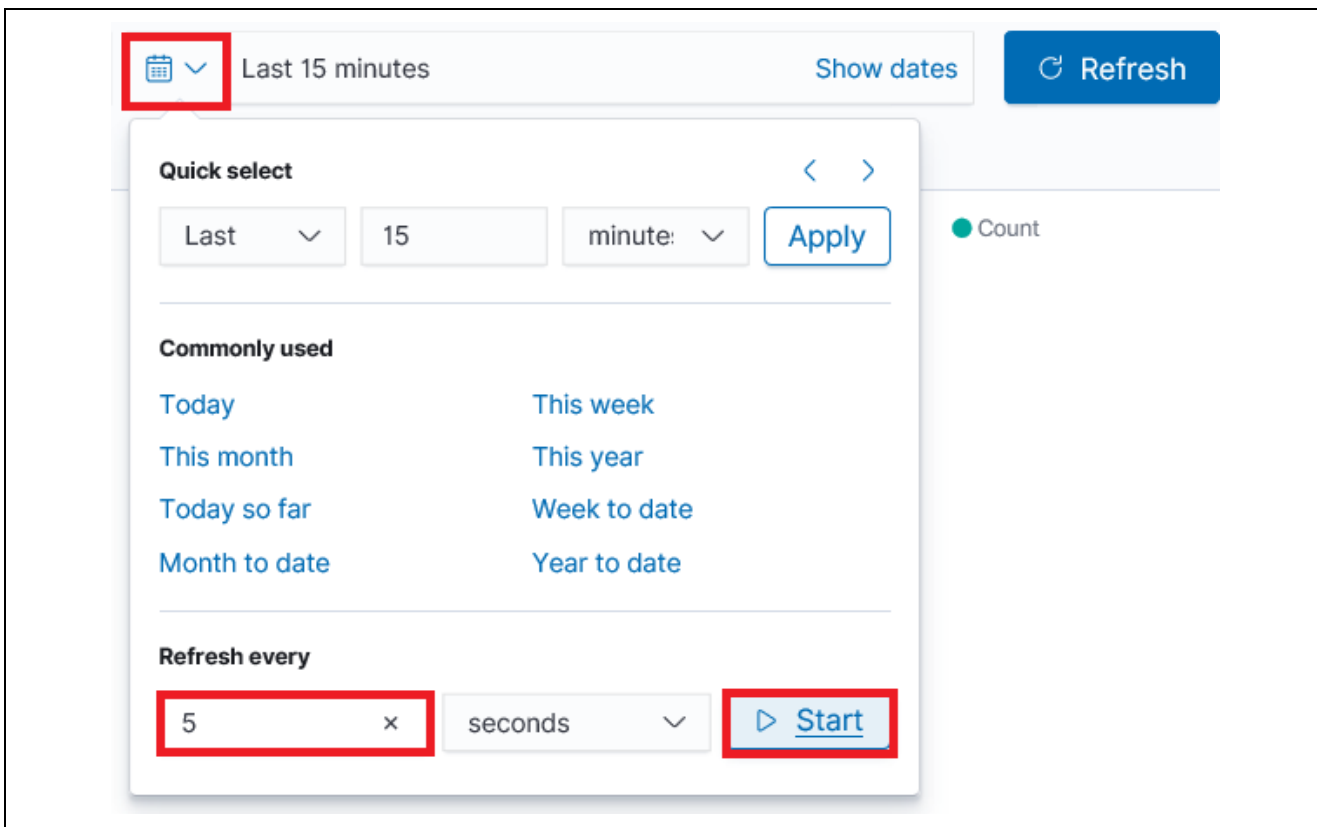 Last 15 minutes Show dates Refresh
Quick select
Last 15 minute: Apply
Count
Commonly used
Today This week
This month This year
Today so far Week to date
Month to date Year to date
Refresh every
5 × seconds Start